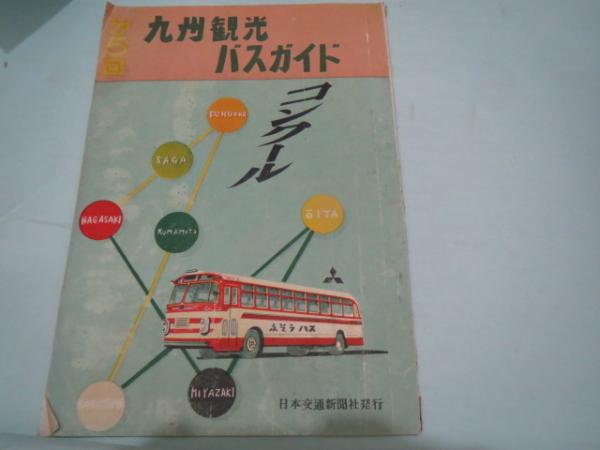 第5回
九州観光
バスガイド
コンクール
FUKUOKA
SAGA
NAGASAKI
KUMAMOTO
OITA
ふそうバス
MIYAZAKI
日本交通新聞社発行